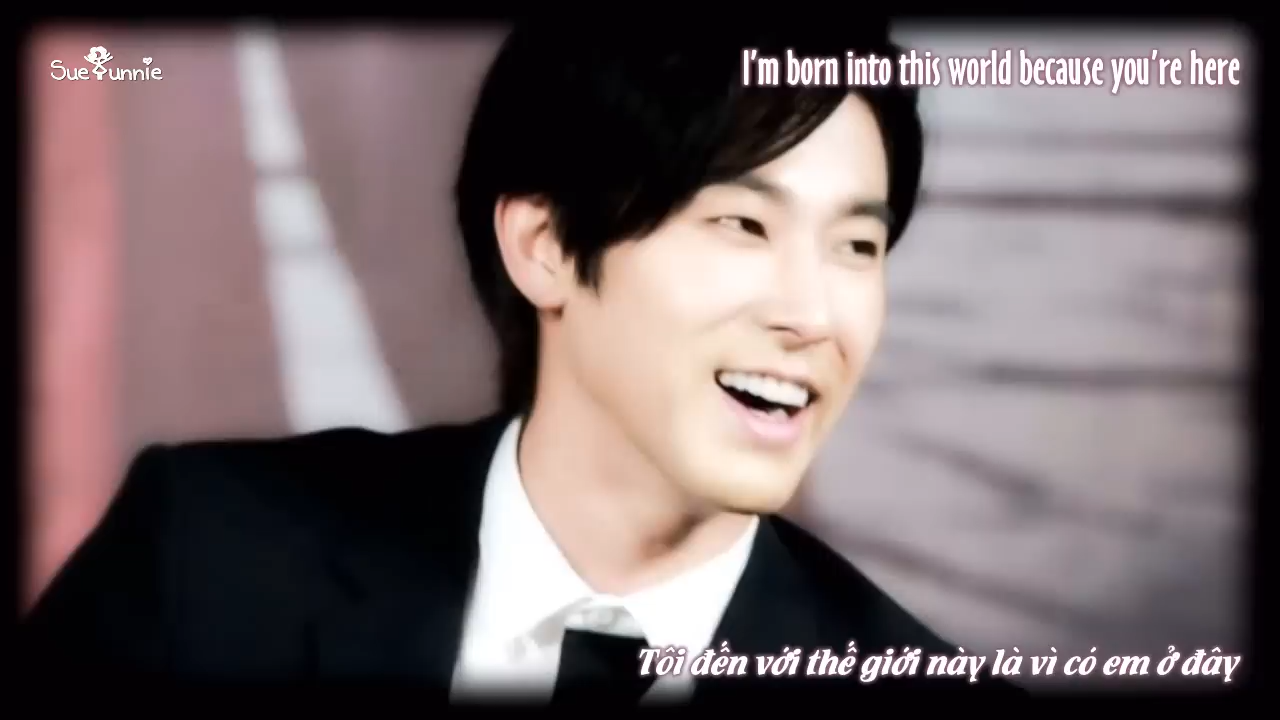 SueYunnie
I'm born into this world because you're here
Tôi đến với thế giới này là vì có em ở đây